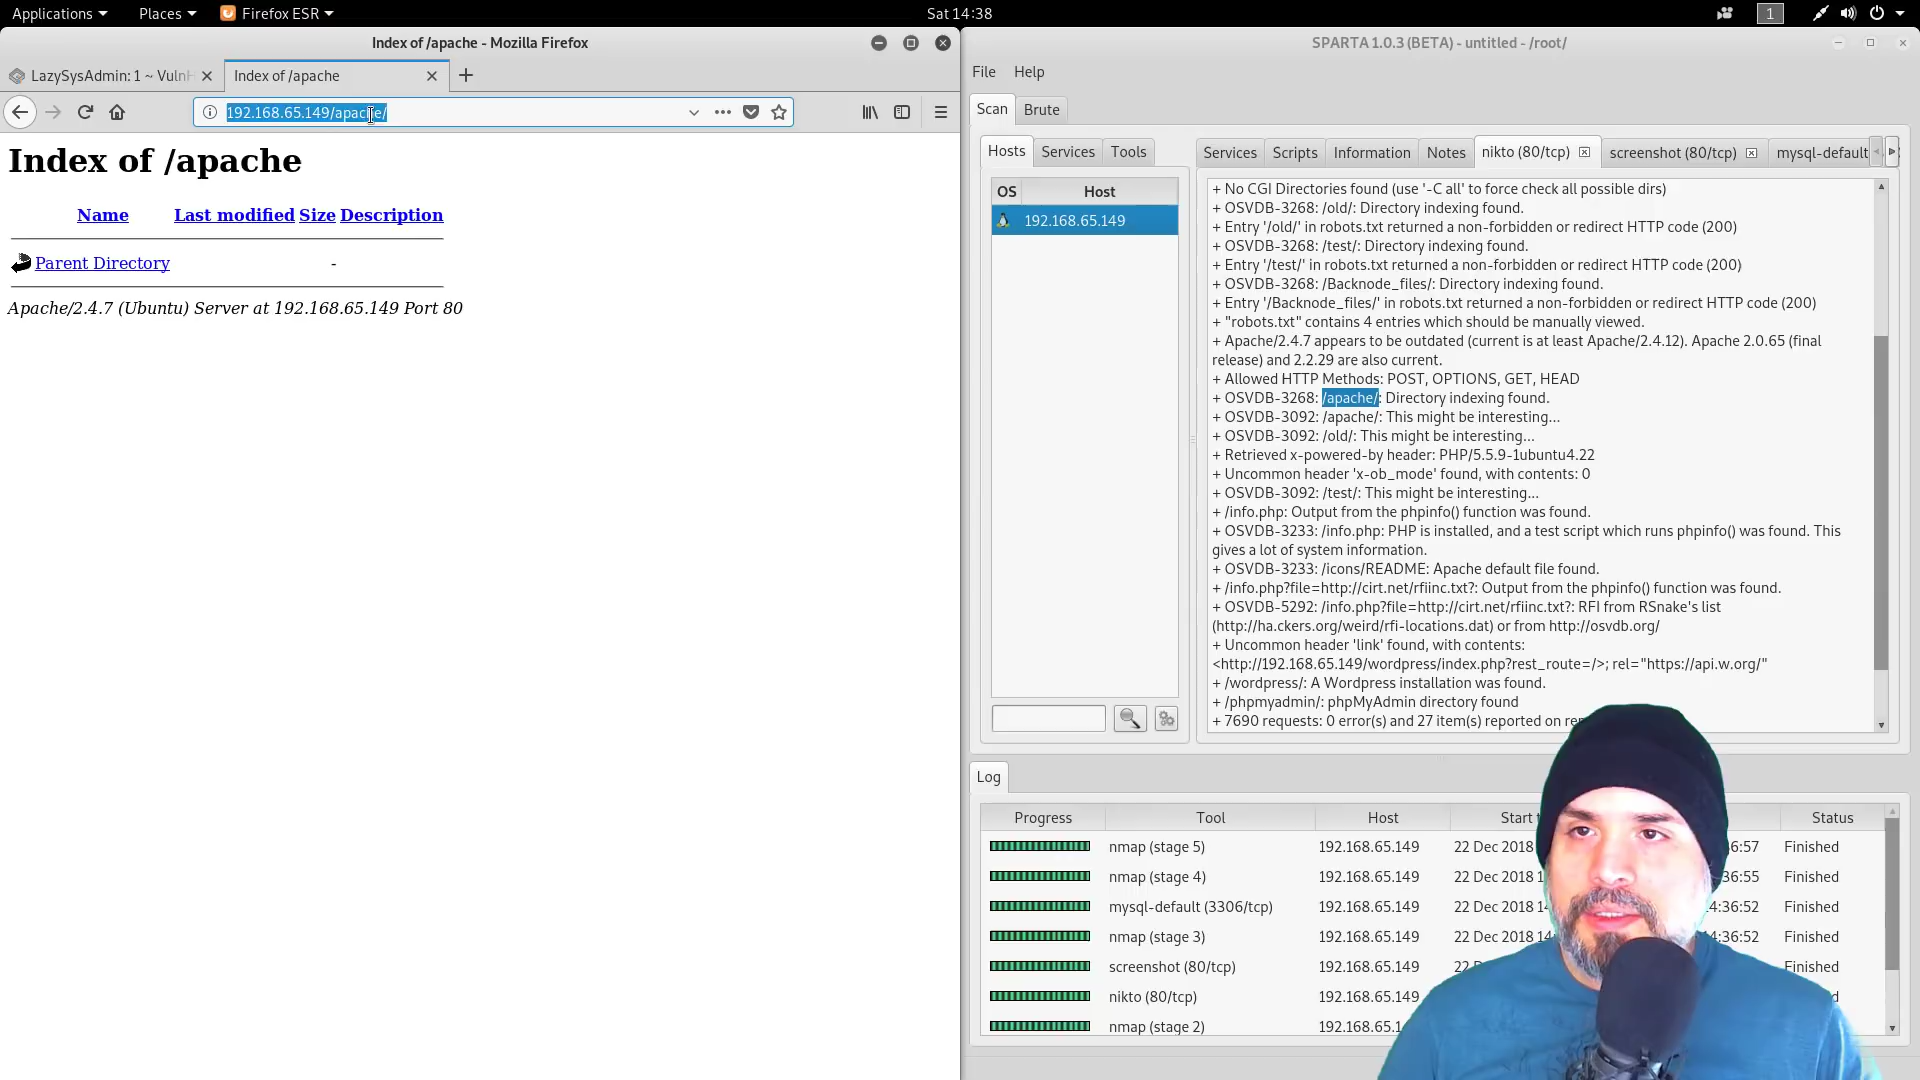 Applications
Places
Firefox ESR
Sat 14:38
1
Index of /apache - Mozilla Firefox
LazySysAdmin: 1 ~ Vuln
Index of /apache
192.168.65.149/apache/
Index of /apache
Name Last modified Size Description
Parent Directory -
Apache/2.4.7 (Ubuntu) Server at 192.168.65.149 Port 80
SPARTA 1.0.3 (BETA) - untitled - /root/
File Help
Scan Brute
Hosts Services Tools
OS Host
192.168.65.149
Services Scripts Information Notes nikto (80/tcp) screenshot (80/tcp) mysql-default
+ No CGI Directories found (use '-C all' to force check all possible dirs)
+ OSVDB-3268: /old/: Directory indexing found.
+ Entry '/old/' in robots.txt returned a non-forbidden or redirect HTTP code (200)
+ OSVDB-3268: /test/: Directory indexing found.
+ Entry '/test/' in robots.txt returned a non-forbidden or redirect HTTP code (200)
+ OSVDB-3268: /Backnode_files/: Directory indexing found.
+ Entry '/Backnode_files/' in robots.txt returned a non-forbidden or redirect HTTP code (200)
+ "robots.txt" contains 4 entries which should be manually viewed.
+ Apache/2.4.7 appears to be outdated (current is at least Apache/2.4.12). Apache 2.0.65 (final
release) and 2.2.29 are also current.
+ Allowed HTTP Methods: POST, OPTIONS, GET, HEAD
+ OSVDB-3268: /apache/: Directory indexing found.
+ OSVDB-3092: /apache/: This might be interesting...
+ OSVDB-3092: /old/: This might be interesting...
+ Retrieved x-powered-by header: PHP/5.5.9-1ubuntu4.22
+ Uncommon header 'x-ob_mode' found, with contents: 0
+ OSVDB-3092: /test/: This might be interesting...
+ /info.php: Output from the phpinfo() function was found.
+ OSVDB-3233: /info.php: PHP is installed, and a test script which runs phpinfo() was found. This
gives a lot of system information.
+ OSVDB-3233: /icons/README: Apache default file found.
+ /info.php?file=http://cirt.net/rfiinc.txt?: Output from the phpinfo() function was found.
+ OSVDB-5292: /info.php?file=http://cirt.net/rfiinc.txt?: RFI from RSnake's list
(http://ha.ckers.org/weird/rfi-locations.dat) or from http://osvdb.org/
+ Uncommon header 'link' found, with contents:
<http://192.168.65.149/wordpress/index.php?rest_route=/>; rel="https://api.w.org/"
+ /wordpress/: A Wordpress installation was found.
+ /phpmyadmin/: phpMyAdmin directory found
+ 7690 requests: 0 error(s) and 27 item(s) reported on
Log
Progress Tool Host Start Status
nmap (stage 5) 192.168.65.149 22 Dec 2018 6:57 Finished
nmap (stage 4) 192.168.65.149 22 Dec 2018 1 36:55 Finished
mysql-default (3306/tcp) 192.168.65.149 22 Dec 2018 14 4:36:52 Finished
nmap (stage 3) 192.168.65.149 22 Dec 2018 14 4:36:52 Finished
screenshot (80/tcp) 192.168.65.149 Finished
nikto (80/tcp) 192.168.65.149
nmap (stage 2) 192.168.65.1